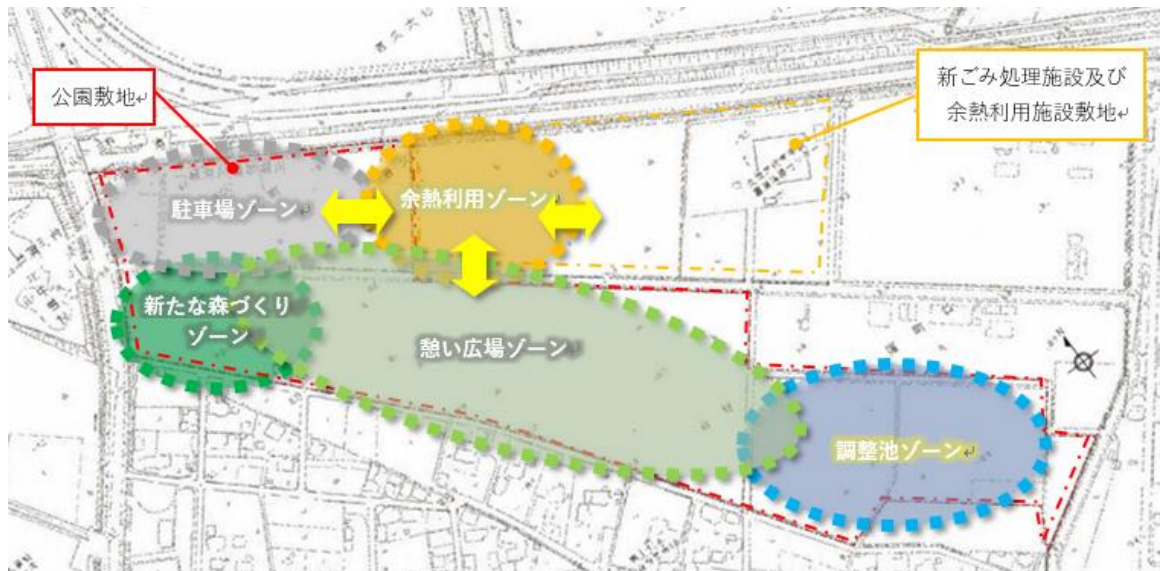 公園敷地
新ごみ処理施設及び
余熱利用施設敷地
駐車場ゾーン
余熱利用ゾーン
新たな森づくり
ゾーン
憩い広場ゾーン
調整池ゾーン